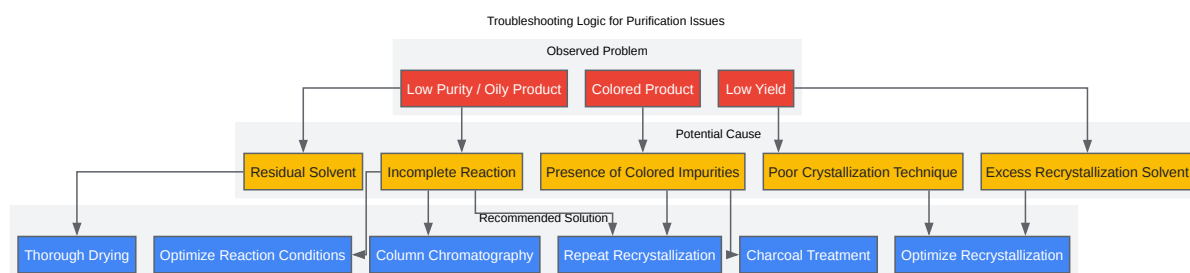 Troubleshooting Logic for Purification Issues
Observed Problem
Low Purity / Oily Product
Colored Product
Low Yield
Potential Cause
Residual Solvent
Incomplete Reaction
Presence of Colored Impurities
Poor Crystallization Technique
Excess Recrystallization Solvent
Recommended Solution
Thorough Drying
Optimize Reaction Conditions
Column Chromatography
Repeat Recrystallization
Charcoal Treatment
Optimize Recrystallization